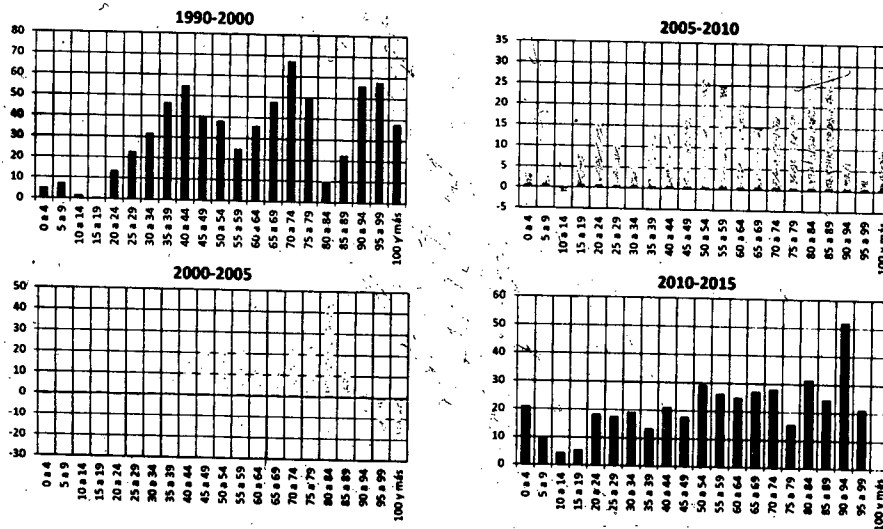 1990-2000
80
70
60
50
40
30
20
10
0
0 a 4
5 a 9
10 a 14
15 a 19
20 a 24
25 a 29
30 a 34
35 a 39
40 a 44
45 a 49
50 a 54
55 a 59
60 a 64
65 a 69
70 a 74
75 a 79
80 a 84
85 a 89
90 a 94
95 a 99
100 y más
2005-2010
35
30
25
20
15
10
5
0
-5
0 a 4
5 a 9
10 a 14
15 a 19
20 a 24
25 a 29
30 a 34
35 a 39
40 a 44
45 a 49
50 a 54
55 a 59
60 a 64
65 a 69
70 a 74
75 a 79
80 a 84
85 a 89
90 a 94
95 a 99
100 y más
2000-2005
50
40
30
20
10
0
-10
-20
-30
0 a 4
5 a 9
10 a 14
15 a 19
20 a 24
25 a 29
30 a 34
35 a 39
40 a 44
45 a 49
50 a 54
55 a 59
60 a 64
65 a 69
70 a 74
75 a 79
80 a 84
85 a 89
90 a 94
95 a 99
100 y más
2010-2015
60
50
40
30
20
10
0
0 a 4
5 a 9
10 a 14
15 a 19
20 a 24
25 a 29
30 a 34
35 a 39
40 a 44
45 a 49
50 a 54
55 a 59
60 a 64
65 a 69
70 a 74
75 a 79
80 a 84
85 a 89
90 a 94
95 a 99
100 y más